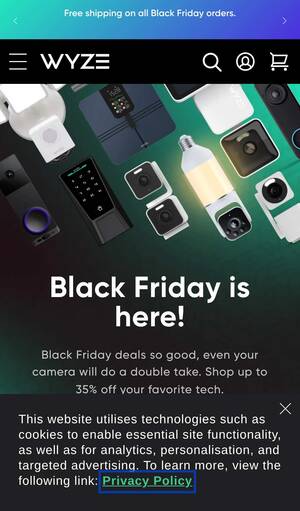 Free shipping on all Black Friday orders.
WYZE
Black Friday is
here!
Black Friday deals so good, even your
camera will do a double take. Shop up to
35% off your favorite tech.
This website utilises technologies such as
cookies to enable essential site functionality,
as well as for analytics, personalisation, and
targeted advertising. To learn more, view the
following link: Privacy Policy